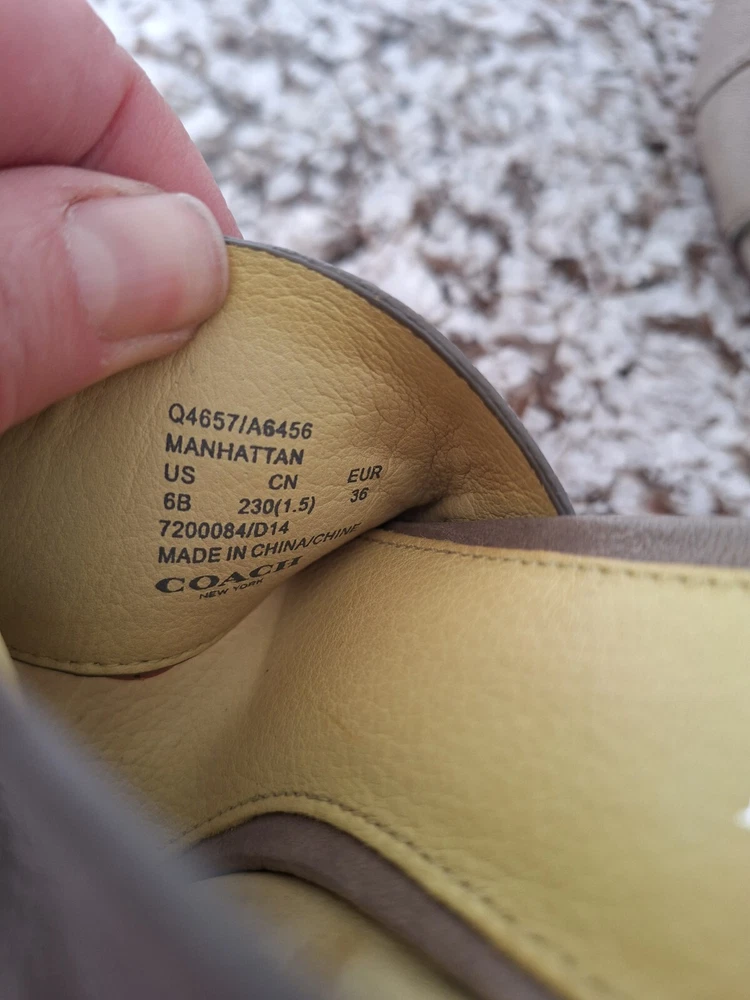 Q4657/A6456
MANHATTAN
US CN EUR
6B 230(1.5) 36
7200084/D14
MADE IN CHINA/CHINE
COACH
NEW YORK